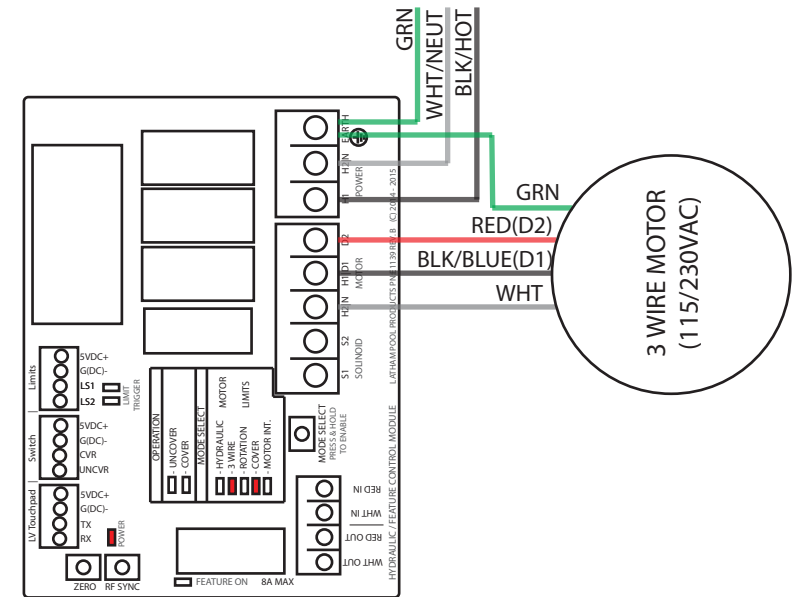 GRN
WHT/NEUT
BLK/HOT
EARTH
H2|N
H1
POWER
D2
H1|D1
H2|N
MOTOR
S2
S1
SOLINOID
LATHAM POOL PRODUCTS PN E1139 REV. B (C) 2014 - 2015
HYDRAULIC / FEATURE CONTROL MODULE
GRN
RED(D2)
BLK/BLUE(D1)
WHT
3 WIRE MOTOR
(115/230VAC)
Limits
5VDC+
G(DC)-
LS1
LS2
LIMIT
TRIGGER
Switch
5VDC+
G(DC)-
CVR
UNCVR
LV Touchpad
5VDC+
G(DC)-
TX
RX
POWER
ZERO
RF SYNC
OPERATION
- UNCOVER
- COVER
MODE SELECT
MOTOR
- HYDRAULIC
- 3 WIRE
LIMITS
- ROTATION
- COVER
- MOTOR INT.
MODE SELECT
PRESS & HOLD
TO ENABLE
RED IN
WHT IN
RED OUT
WHT OUT
FEATURE ON
8A MAX